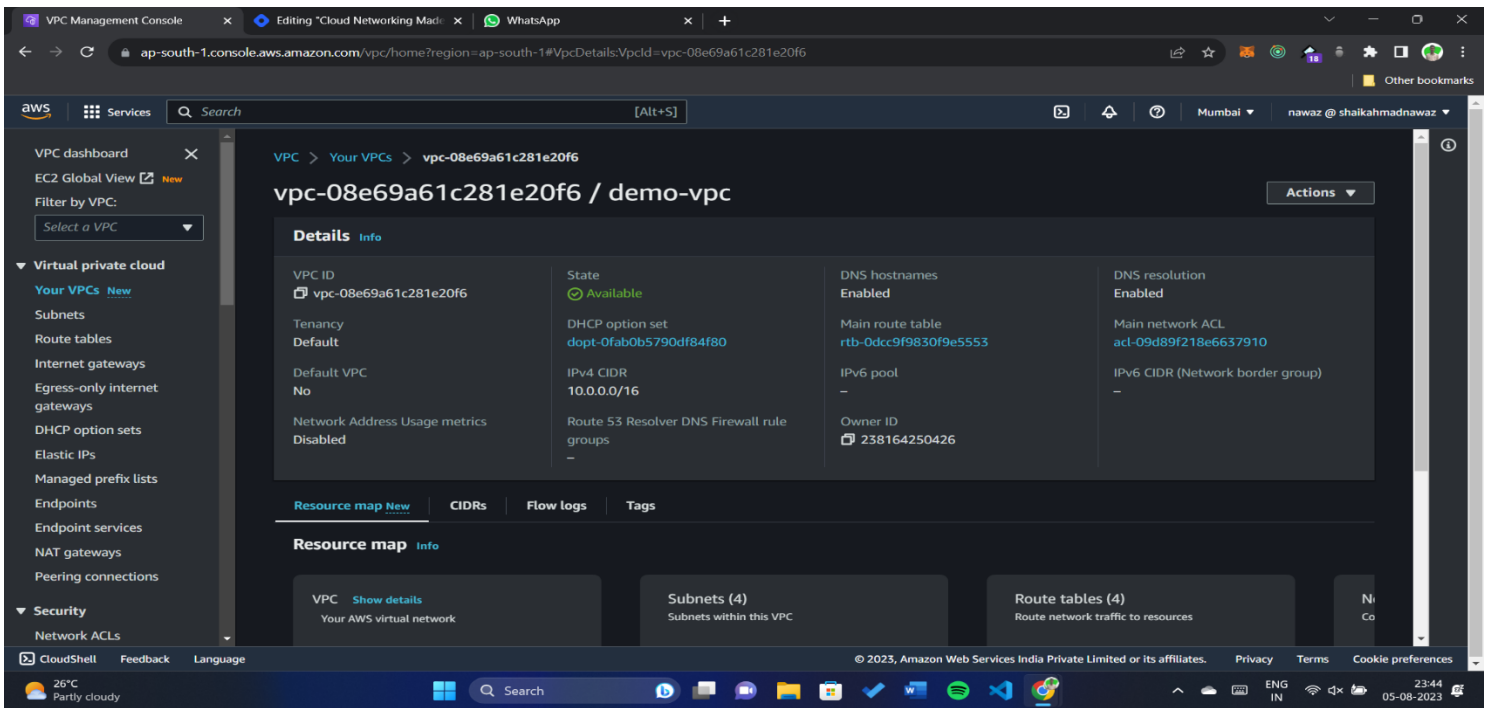 VPC Management Console
Editing "Cloud Networking Made
WhatsApp
ap-south-1.console.aws.amazon.com/vpc/home?region=ap-south-1#VpcDetails:VpcId=vpc-08e69a61c281e20f6
18
Other bookmarks
aws
Services
Search
[Alt+S]
Mumbai
nawaz @ shaikahmadnawaz
VPC dashboard
EC2 Global View New
Filter by VPC:
Select a VPC
Virtual private cloud
Your VPCs New
Subnets
Route tables
Internet gateways
Egress-only internet
gateways
DHCP option sets
Elastic IPs
Managed prefix lists
Endpoints
Endpoint services
NAT gateways
Peering connections
Security
Network ACLs
VPC > Your VPCs > vpc-08e69a61c281e20f6
vpc-08e69a61c281e20f6 / demo-vpc
Actions
Details Info
VPC ID
vpc-08e69a61c281e20f6
State
Available
DNS hostnames
Enabled
DNS resolution
Enabled
Tenancy
Default
DHCP option set
dopt-0fab0b5790df84f80
Main route table
rtb-0dcc9f9830f9e5553
Main network ACL
acl-09d89f218e6637910
Default VPC
No
IPv4 CIDR
10.0.0.0/16
IPv6 pool
–
IPv6 CIDR (Network border group)
–
Network Address Usage metrics
Disabled
Route 53 Resolver DNS Firewall rule
groups
–
Owner ID
238164250426
Resource map New
CIDRs
Flow logs
Tags
Resource map Info
VPC Show details
Your AWS virtual network
Subnets (4)
Subnets within this VPC
Route tables (4)
Route network traffic to resources
CloudShell
Feedback
Language
© 2023, Amazon Web Services India Private Limited or its affiliates.
Privacy
Terms
Cookie preferences
26°C
Partly cloudy
Search
ENG
IN
23:44
05-08-2023